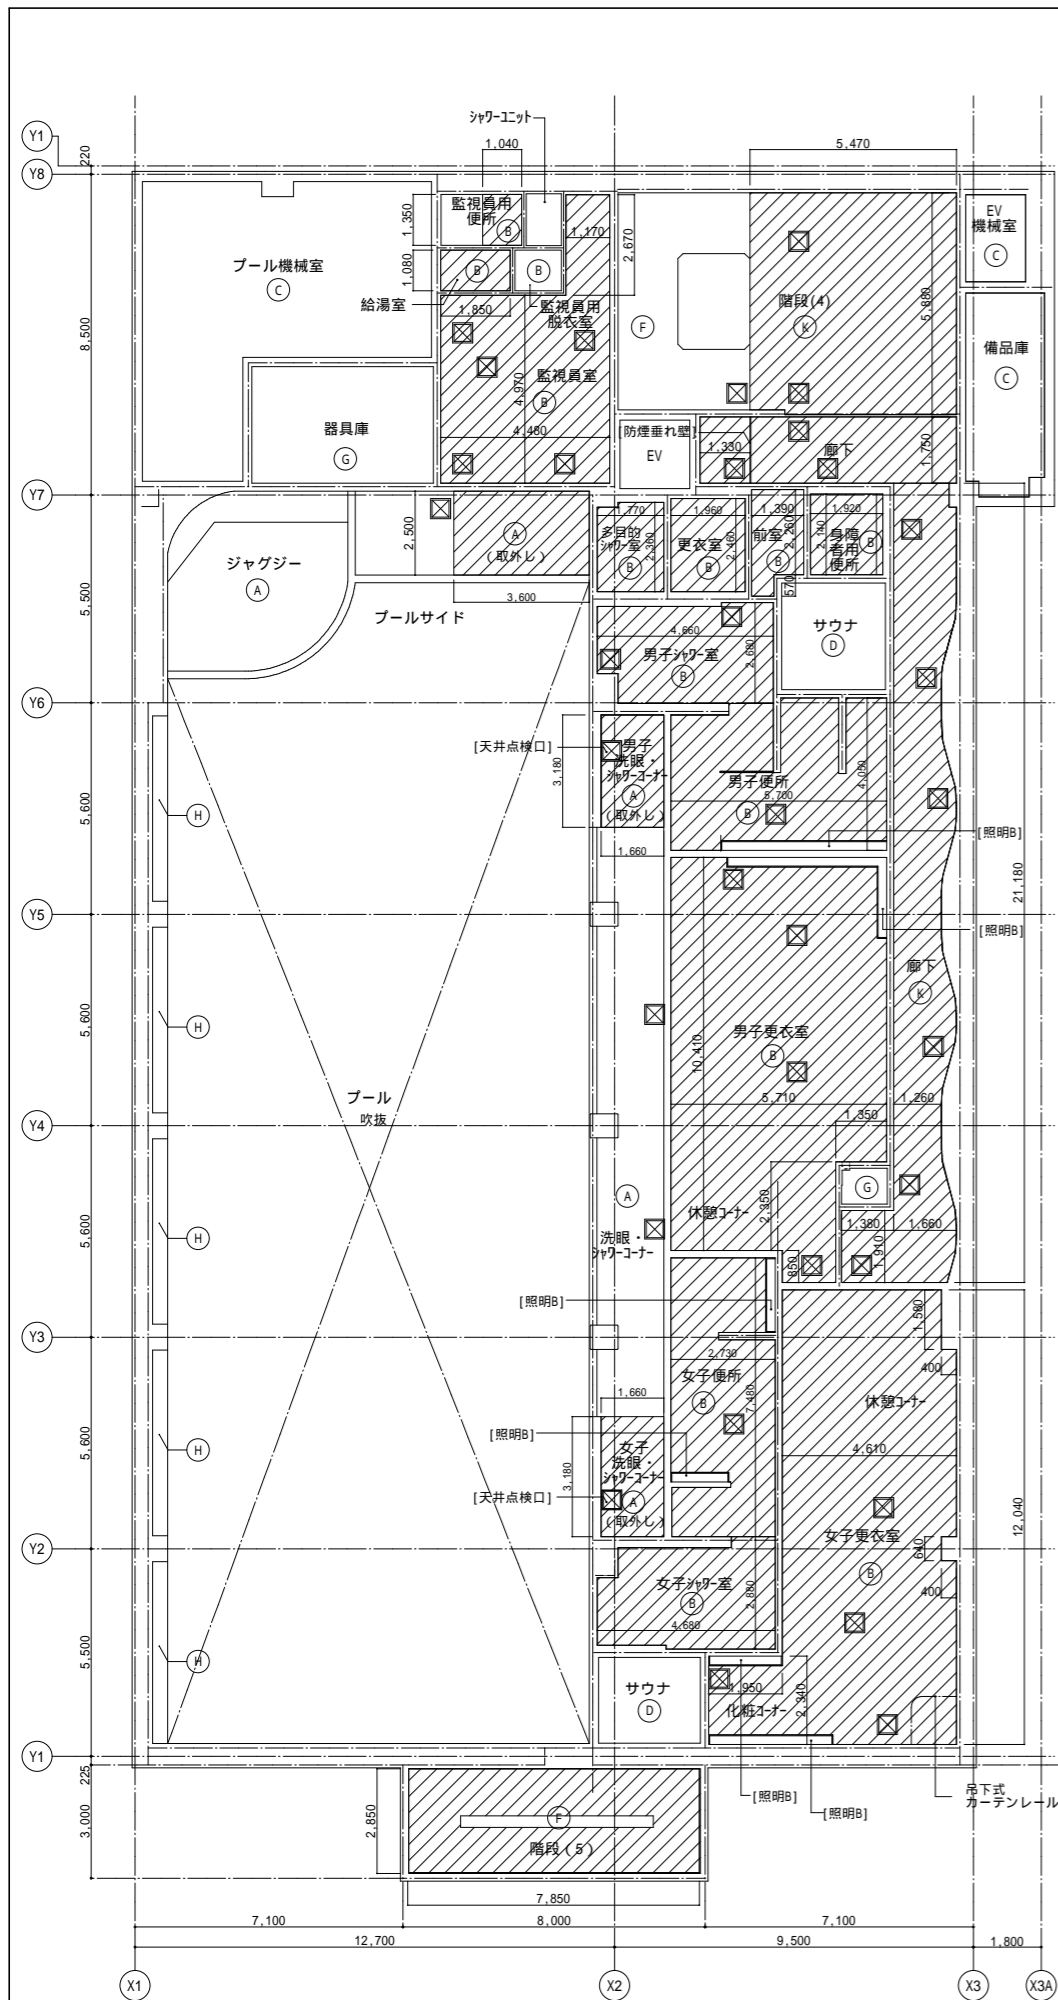 シャワーユニット
Y1
220
Y8
1,040
5,470
監視員用
便所
B
1,350
1,170
2,670
EV
機械室
C
プール機械室
C
1,080
B
B
給湯室
1,850
監視員用
脱衣室
階段(4)
K
F
5,880
8,500
監視員室
B
4,970
4,480
備品庫
C
器具庫
G
[防煙垂れ壁]
EV
1,330
廊下
1,750
Y7
2,500
A
(取外し)
3,600
ジャグジー
A
プールサイド
1,770
多目的
シャワー室
B
2,360
1,960
更衣室
B
2,460
1,390
前室
B
2,260
570
1,920
2,140
身障
者用
便所
B
5,500
サウナ
D
4,660
男子シャワー室
B
2,680
Y6
[天井点検口]
3,180
男子
洗眼・
シャワーコーナー
A
(取外し)
1,660
男子便所
5,700
B
4,050
H
5,600
[照明B]
21,180
Y5
[照明B]
廊下
K
H
5,600
男子更衣室
B
10,410
5,710
1,260
1,350
プール
吹抜
Y4
A
洗眼・
シャワーコーナー
G
2,350
休憩コーナー
1,380
1,660
1,910
850
H
5,600
[照明B]
Y3
1,580
400
2,730
女子便所
B
7,480
休憩コーナー
4,610
1,660
[照明B]
3,180
女子
洗眼・
シャワーコーナー
A
(取外し)
[天井点検口]
H
5,600
12,040
女子更衣室
B
640
400
Y2
女子シャワー室
B
2,880
4,680
H
5,500
サウナ
D
1,950
化粧コーナー
2,340
Y1
225
3,000
2,850
F
階段(5)
[照明B]
[照明B]
吊下式
カーテンレール
7,850
7,100
8,000
7,100
12,700
9,500
1,800
X1
X2
X3
X3A